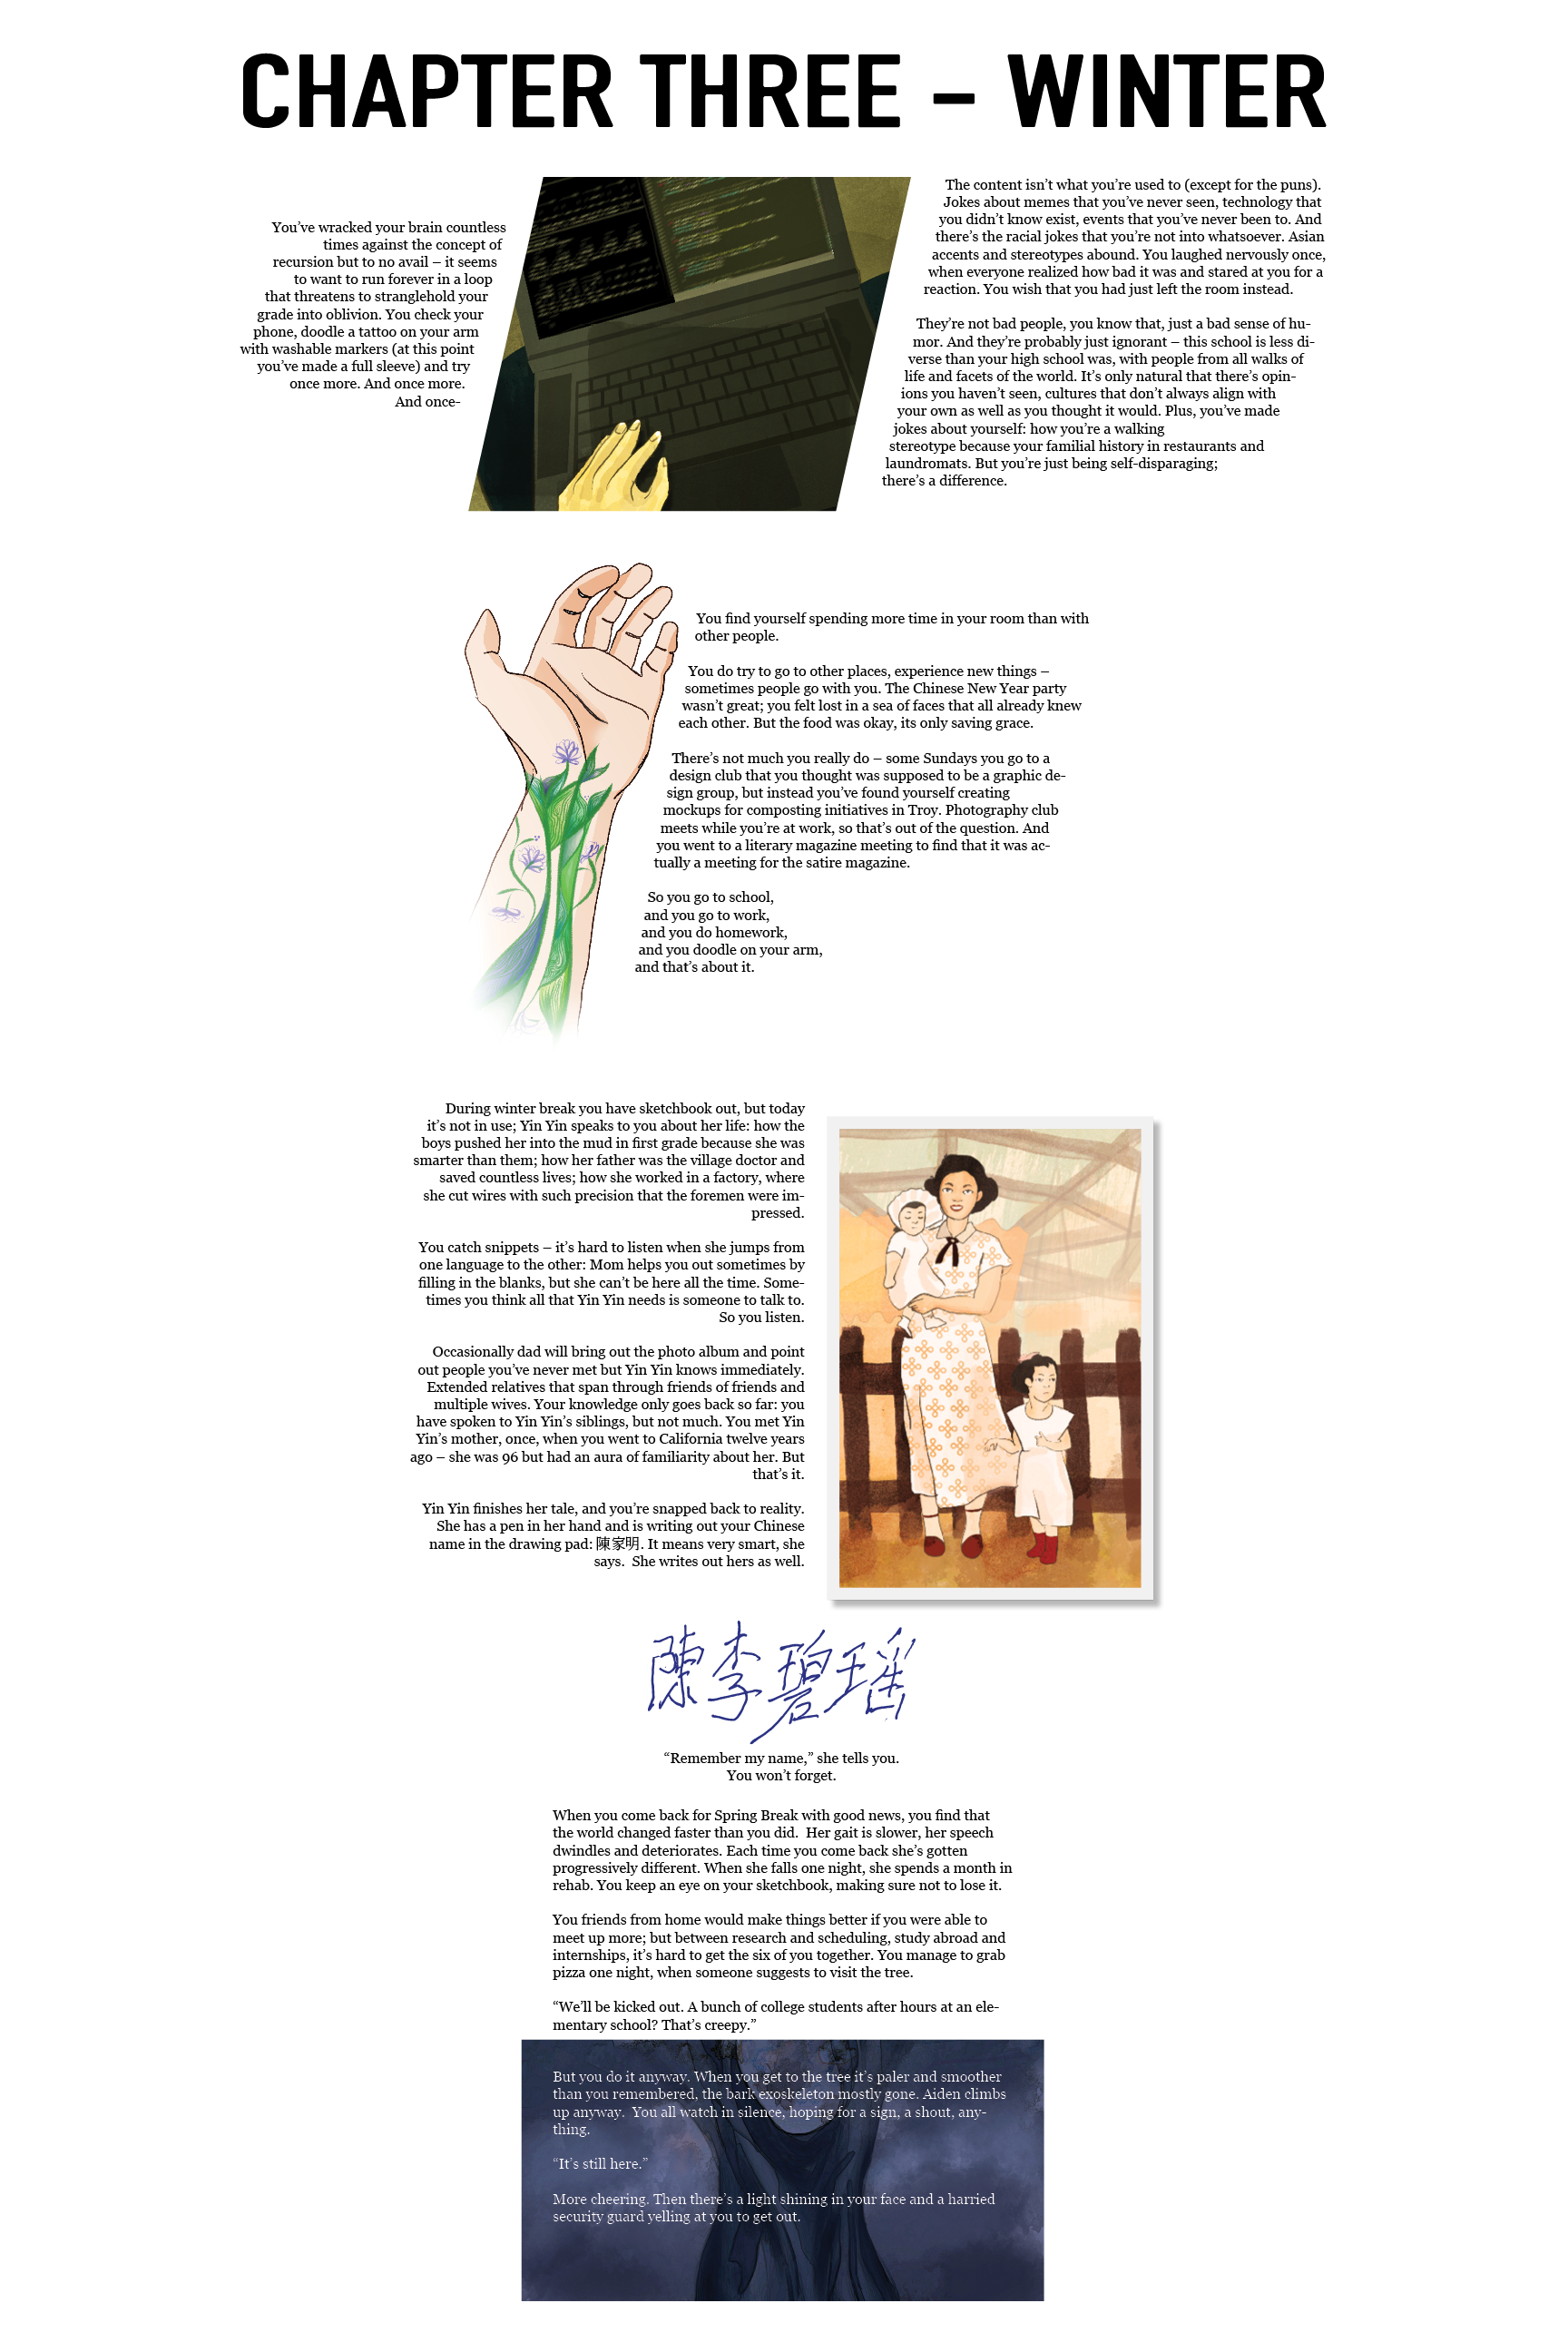 CHAPTER THREE – WINTER
You’ve wracked your brain countless
times against the concept of
recursion but to no avail – it seems
to want to run forever in a loop
that threatens to stranglehold your
grade into oblivion. You check your
phone, doodle a tattoo on your arm
with washable markers (at this point
you’ve made a full sleeve) and try
once more. And once more.
And once-
The content isn’t what you’re used to (except for the puns).
Jokes about memes that you’ve never seen, technology that
you didn’t know exist, events that you’ve never been to. And
there’s the racial jokes that you’re not into whatsoever. Asian
accents and stereotypes abound. You laughed nervously once,
when everyone realized how bad it was and stared at you for a
reaction. You wish that you had just left the room instead.
They’re not bad people, you know that, just a bad sense of hu-
mor. And they’re probably just ignorant – this school is less di-
verse than your high school was, with people from all walks of
life and facets of the world. It’s only natural that there’s opin-
ions you haven’t seen, cultures that don’t always align with
your own as well as you thought it would. Plus, you’ve made
jokes about yourself: how you’re a walking
stereotype because your familial history in restaurants and
laundromats. But you’re just being self-disparaging;
there’s a difference.
You find yourself spending more time in your room than with
other people.
You do try to go to other places, experience new things –
sometimes people go with you. The Chinese New Year party
wasn’t great; you felt lost in a sea of faces that all already knew
each other. But the food was okay, its only saving grace.
There’s not much you really do – some Sundays you go to a
design club that you thought was supposed to be a graphic de-
sign group, but instead you’ve found yourself creating
mockups for composting initiatives in Troy. Photography club
meets while you’re at work, so that’s out of the question. And
you went to a literary magazine meeting to find that it was ac-
tually a meeting for the satire magazine.
So you go to school,
and you go to work,
and you do homework,
and you doodle on your arm,
and that’s about it.
During winter break you have sketchbook out, but today
it’s not in use; Yin Yin speaks to you about her life: how the
boys pushed her into the mud in first grade because she was
smarter than them; how her father was the village doctor and
saved countless lives; how she worked in a factory, where
she cut wires with such precision that the foremen were im-
pressed.
You catch snippets – it’s hard to listen when she jumps from
one language to the other: Mom helps you out sometimes by
filling in the blanks, but she can’t be here all the time. Some-
times you think all that Yin Yin needs is someone to talk to.
So you listen.
Occasionally dad will bring out the photo album and point
out people you’ve never met but Yin Yin knows immediately.
Extended relatives that span through friends of friends and
multiple wives. Your knowledge only goes back so far: you
have spoken to Yin Yin’s siblings, but not much. You met Yin
Yin’s mother, once, when you went to California twelve years
ago – she was 96 but had an aura of familiarity about her. But
that’s it.
Yin Yin finishes her tale, and you’re snapped back to reality.
She has a pen in her hand and is writing out your Chinese
name in the drawing pad: 陳家明. It means very smart, she
says.  She writes out hers as well.
陳李碧瑤
“Remember my name,” she tells you.
You won’t forget.
When you come back for Spring Break with good news, you find that
the world changed faster than you did.  Her gait is slower, her speech
dwindles and deteriorates. Each time you come back she’s gotten
progressively different. When she falls one night, she spends a month in
rehab. You keep an eye on your sketchbook, making sure not to lose it.
You friends from home would make things better if you were able to
meet up more; but between research and scheduling, study abroad and
internships, it’s hard to get the six of you together. You manage to grab
pizza one night, when someone suggests to visit the tree.
“We’ll be kicked out. A bunch of college students after hours at an ele-
mentary school? That’s creepy.”
But you do it anyway. When you get to the tree it’s paler and smoother
than you remembered, the bark exoskeleton mostly gone. Aiden climbs
up anyway.  You all watch in silence, hoping for a sign, a shout, any-
thing.
“It’s still here.”
More cheering. Then there’s a light shining in your face and a harried
security guard yelling at you to get out.